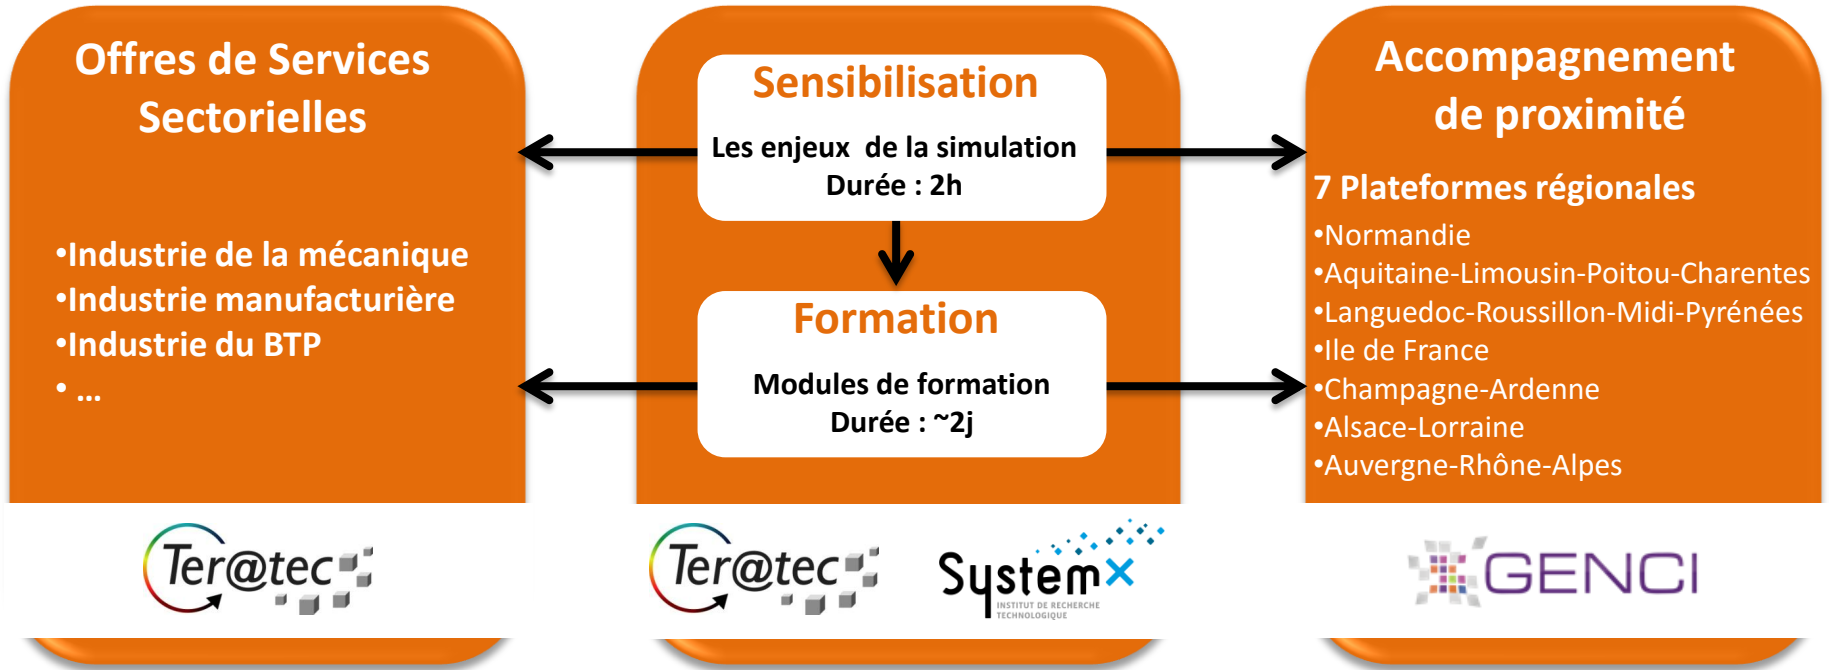 Offres de Services
Sectorielles
•Industrie de la mécanique
•Industrie manufacturière
•Industrie du BTP
• ...
Ter@tec
Sensibilisation
Les enjeux de la simulation
Durée : 2h
Formation
Modules de formation
Durée : ~2j
Ter@tec
SystemX
INSTITUT DE RECHERCHE
TECHNOLOGIQUE
Accompagnement
de proximité
7 Plateformes régionales
•Normandie
•Aquitaine-Limousin-Poitou-Charentes
•Languedoc-Roussillon-Midi-Pyrénées
•Ile de France
•Champagne-Ardenne
•Alsace-Lorraine
•Auvergne-Rhône-Alpes
GENCI